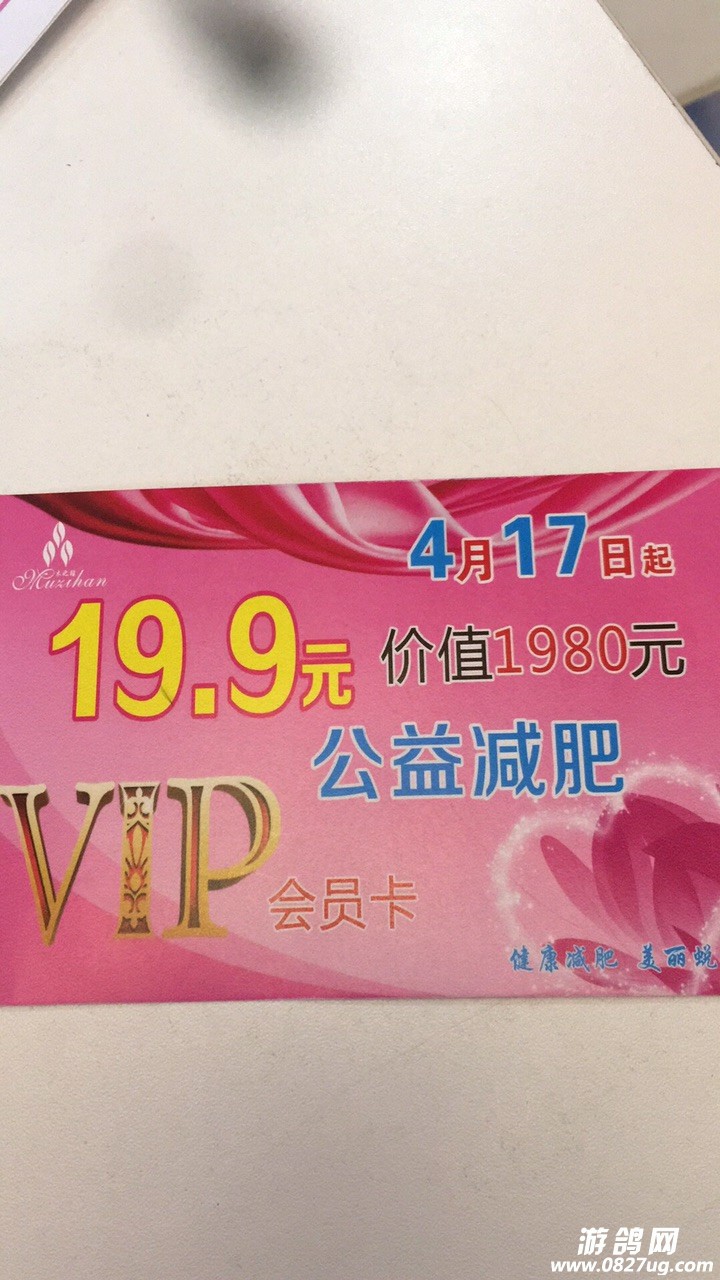 4月17日起
Muzihan
19.9元 价值1980元
公益减肥
VIP 会员卡
健康减肥 美丽蜕
游鸽网
www.0827ug.com